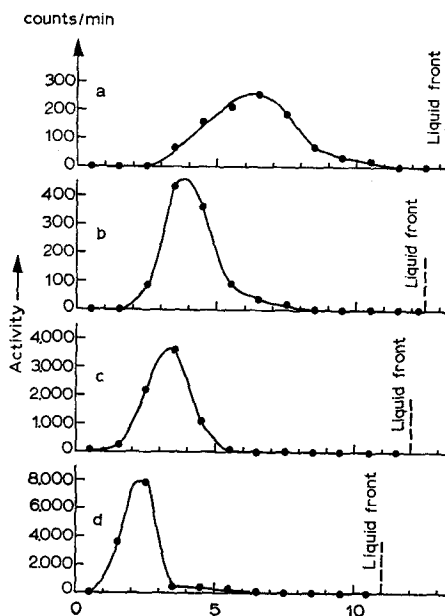 counts/min
300
200
100
0
a
Liquid front
400
300
200
100
0
b
Liquid front
Activity
4,000
3,000
2,000
1,000
0
c
Liquid front
8,000
6,000
4,000
2.000
0
d
Liquid front
0 5 10